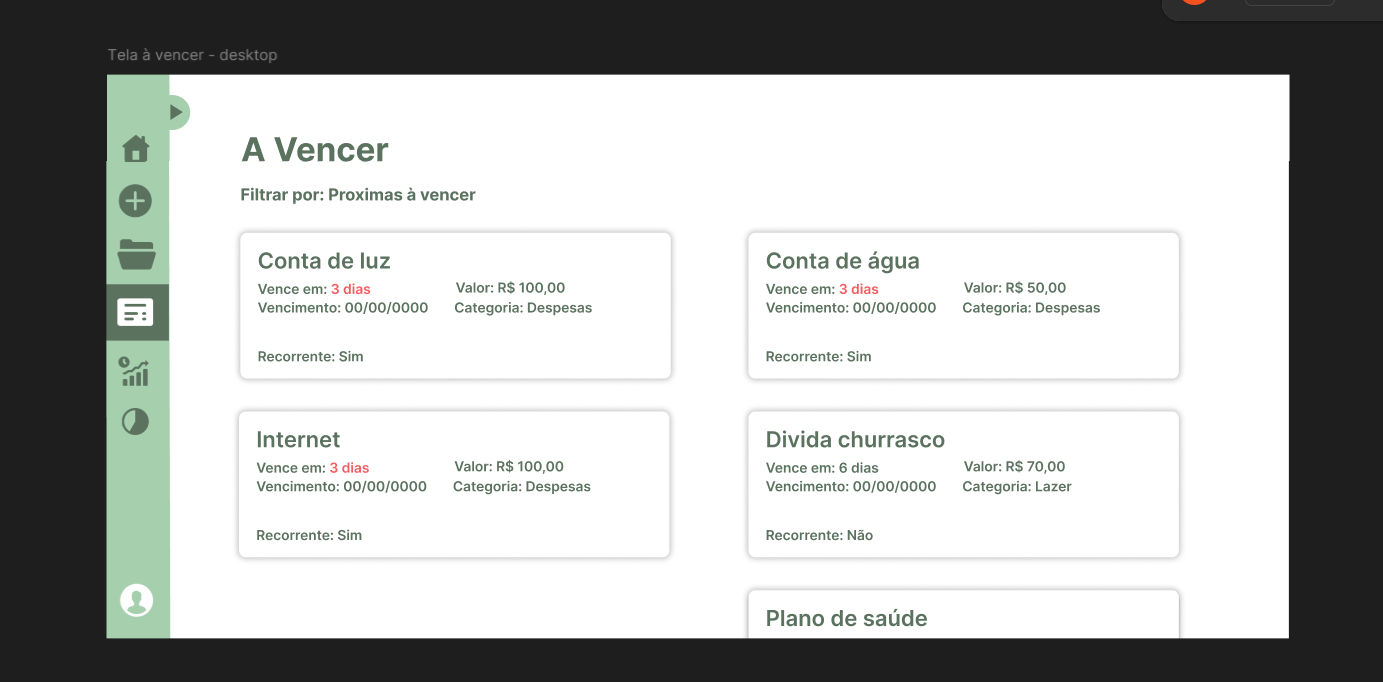 Tela à vencer - desktop
A Vencer
Filtrar por: Proximas à vencer
Conta de luz
Vence em: 3 dias
Valor: R$ 100,00
Vencimento: 00/00/0000
Categoria: Despesas
Recorrente: Sim
Conta de água
Vence em: 3 dias
Valor: R$ 50,00
Vencimento: 00/00/0000
Categoria: Despesas
Recorrente: Sim
Internet
Vence em: 3 dias
Valor: R$ 100,00
Vencimento: 00/00/0000
Categoria: Despesas
Recorrente: Sim
Divida churrasco
Vence em: 6 dias
Valor: R$ 70,00
Vencimento: 00/00/0000
Categoria: Lazer
Recorrente: Não
Plano de saúde